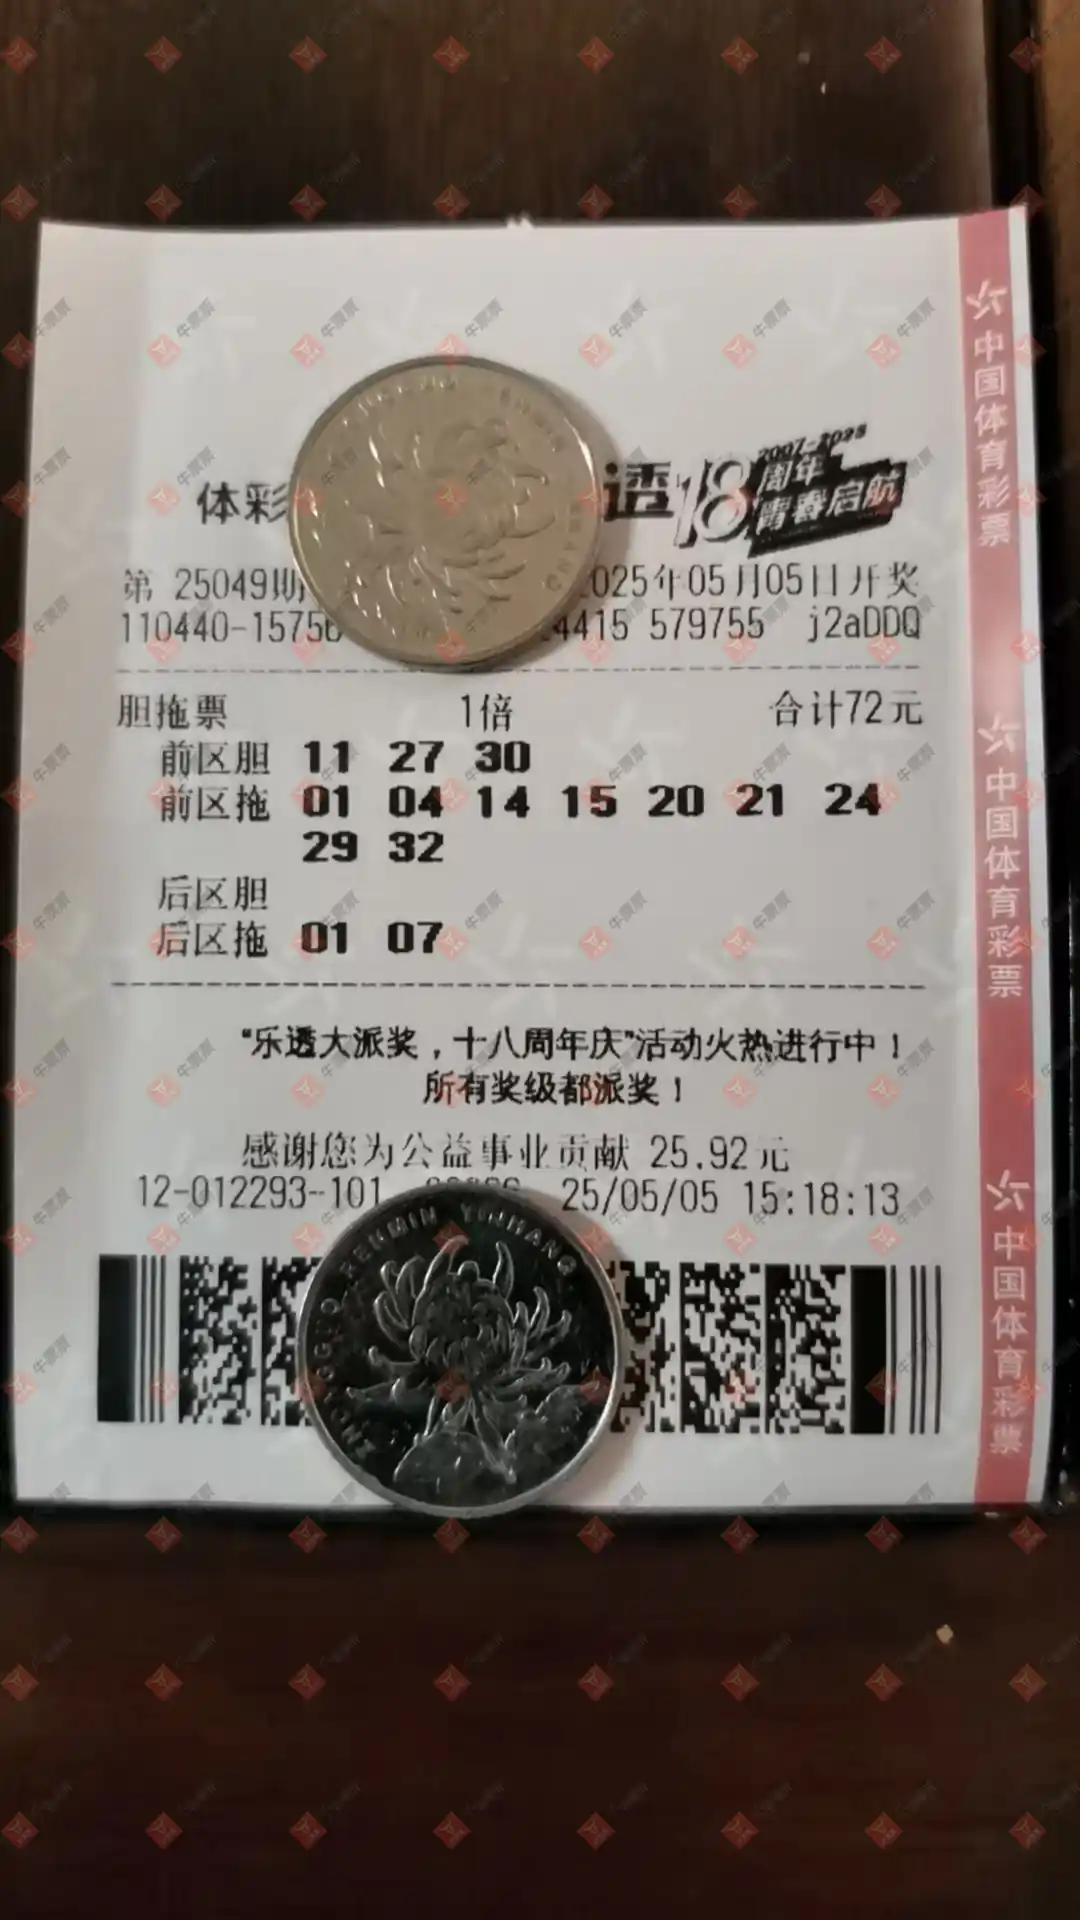 体彩 透 18 2007-2025
周年
青春启航
第 25049期 2025年05月05日开奖
110440-15756 4415 579755 j2aDDQ
胆拖票 1倍 合计72元
前区胆 11 27 30
前区拖 01 04 14 15 20 21 24
29 32
后区胆
后区拖 01 07
“乐透大派奖，十八周年庆”活动火热进行中！
所有奖级都派奖！
感谢您为公益事业贡献 25.92元
12-012293-101 25/05/05 15:18:13
ZHONGGUO RENMIN YINHANG
中国体育彩票
中国体育彩票
中国体育彩票
牛票票